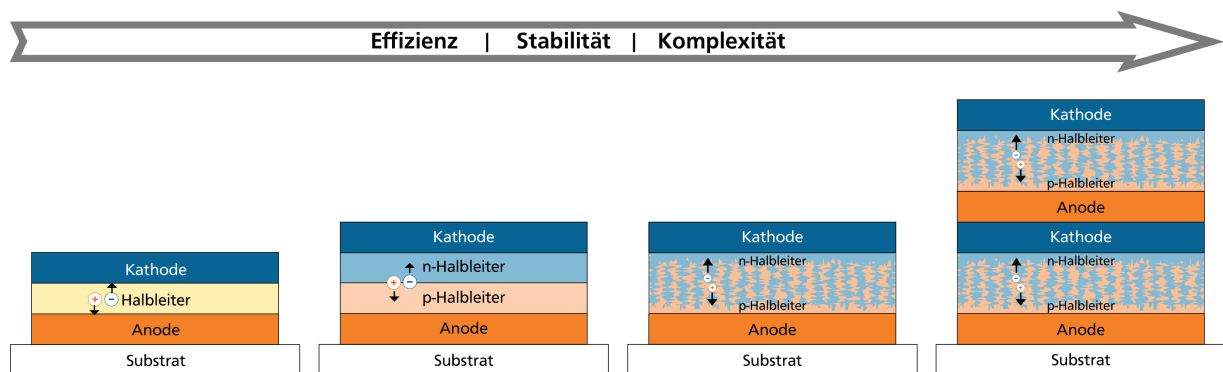 Effizienz | Stabilität | Komplexität
Kathode
+ − Halbleiter
Anode
Substrat
Kathode
n-Halbleiter
+ −
p-Halbleiter
Anode
Substrat
Kathode
n-Halbleiter
−
+
p-Halbleiter
Anode
Substrat
Kathode
n-Halbleiter
−
+
p-Halbleiter
Anode
Kathode
n-Halbleiter
−
+
p-Halbleiter
Anode
Substrat